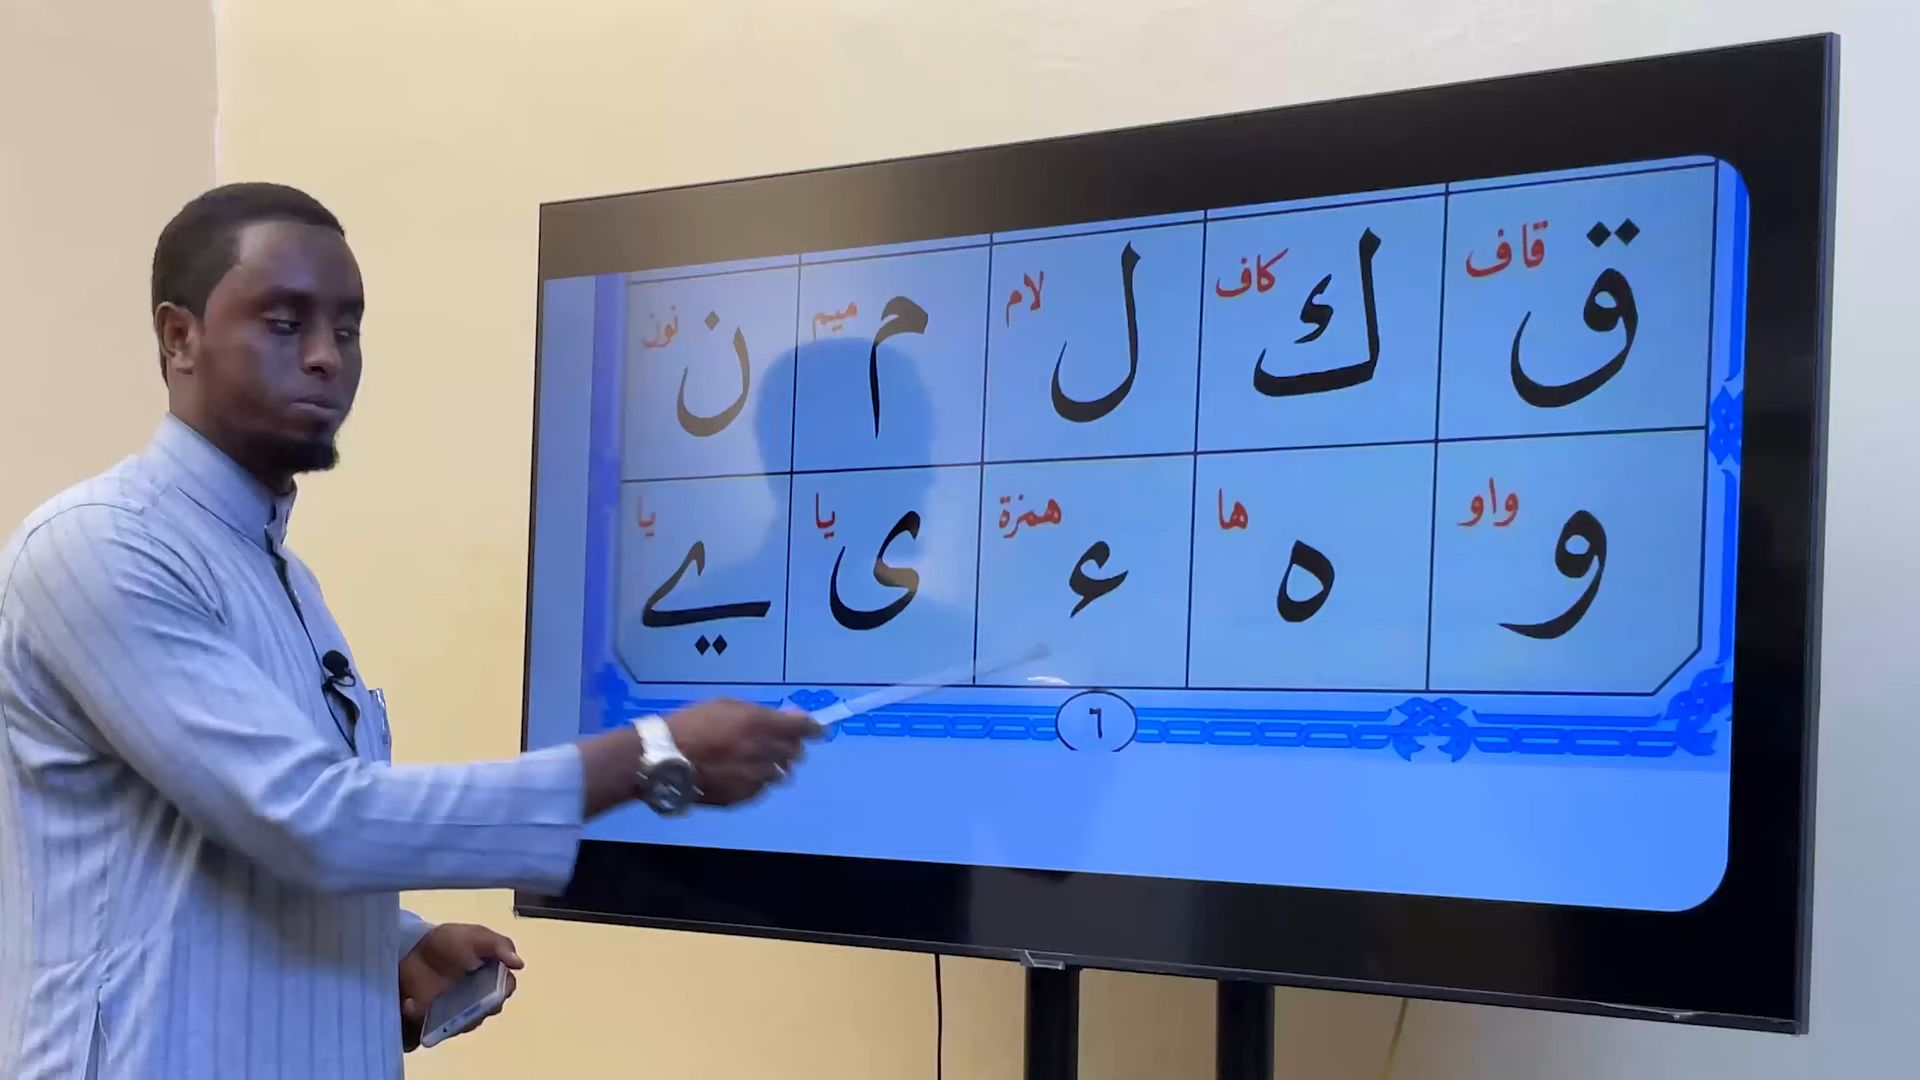 ق قاف ك كاف ل لام م ميم ن نون
و واو ه ها ء همزة ى يا ے يا
٦